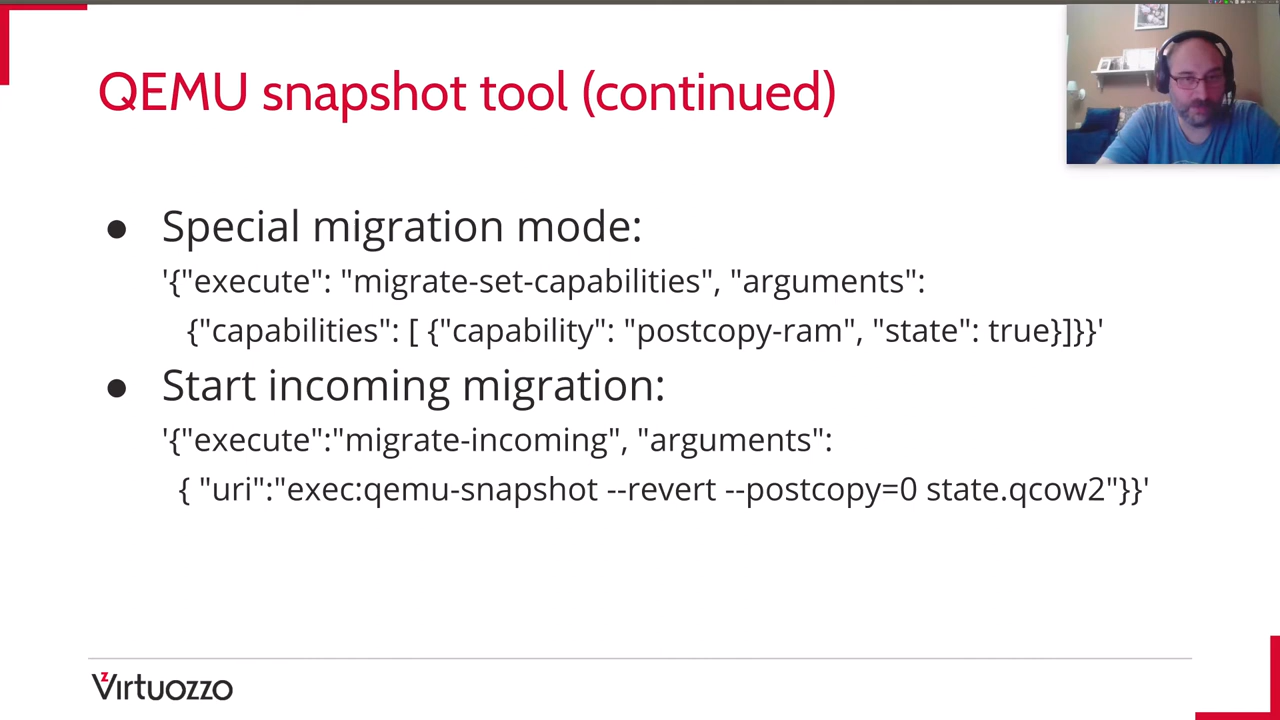 QEMU snapshot tool (continued)
● Special migration mode:
'{"execute": "migrate-set-capabilities", "arguments":
{"capabilities": [ {"capability": "postcopy-ram", "state": true}]}}'
● Start incoming migration:
'{"execute":"migrate-incoming", "arguments":
{ "uri":"exec:qemu-snapshot --revert --postcopy=0 state.qcow2"}}'
Virtuozzo